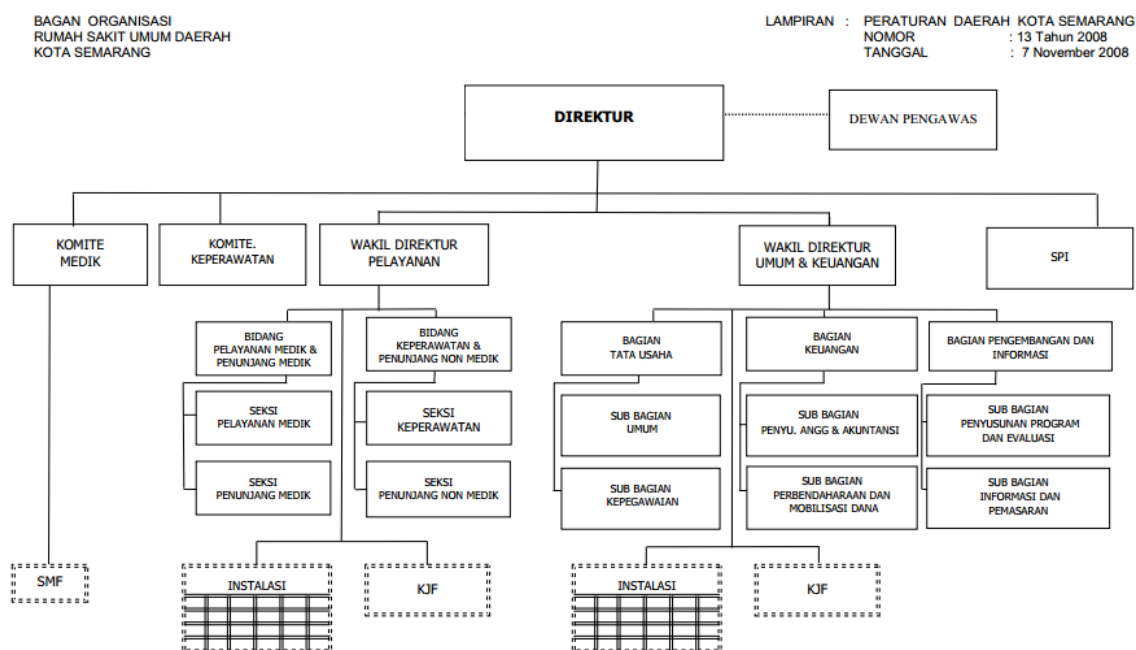 BAGAN ORGANISASI
RUMAH SAKIT UMUM DAERAH
KOTA SEMARANG
LAMPIRAN : PERATURAN DAERAH KOTA SEMARANG
NOMOR : 13 Tahun 2008
TANGGAL : 7 November 2008
DIREKTUR
DEWAN PENGAWAS
KOMITE
MEDIK
KOMITE.
KEPERAWATAN
WAKIL DIREKTUR
PELAYANAN
WAKIL DIREKTUR
UMUM & KEUANGAN
SPI
BIDANG
PELAYANAN MEDIK &
PENUNJANG MEDIK
BIDANG
KEPERAWATAN &
PENUNJANG NON MEDIK
BAGIAN
TATA USAHA
BAGIAN
KEUANGAN
BAGIAN PENGEMBANGAN DAN
INFORMASI
SEKSI
PELAYANAN MEDIK
SEKSI
KEPERAWATAN
SUB BAGIAN
UMUM
SUB BAGIAN
PENYU. ANGG & AKUNTANSI
SUB BAGIAN
PENYUSUNAN PROGRAM
DAN EVALUASI
SEKSI
PENUNJANG MEDIK
SEKSI
PENUNJANG NON MEDIK
SUB BAGIAN
KEPEGAWAIAN
SUB BAGIAN
PERBENDAHARAAN DAN
MOBILISASI DANA
SUB BAGIAN
INFORMASI DAN
PEMASARAN
SMF
INSTALASI
KJF
INSTALASI
KJF